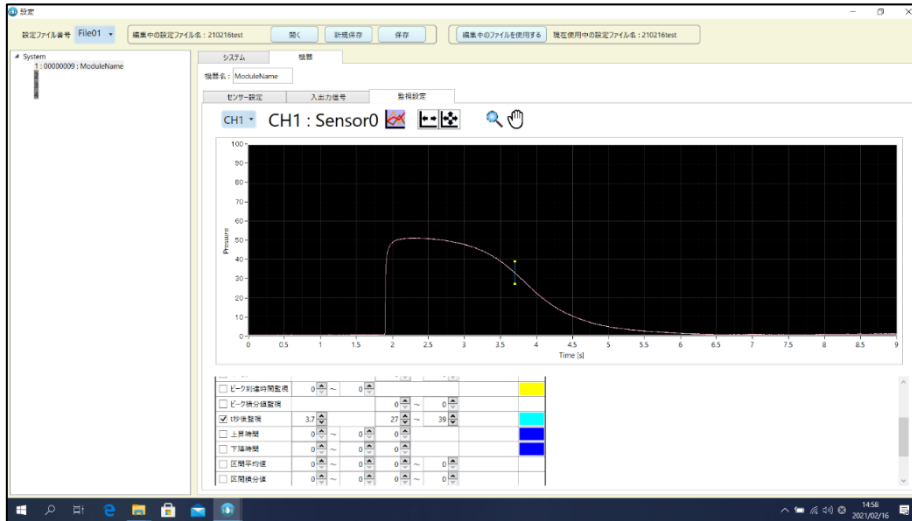 設定
設定ファイル番号 File01 編集中の設定ファイル名 : 210216test 開く 新規保存 保存 編集中のファイルを使用する 現在使用中の設定ファイル名 : 210216test
System
1 : 00000009 : ModuleName
2
3
4
システム 機器
機器名 : ModuleName
センサー設定 入出力信号 監視設定
CH1 CH1 : Sensor0
100
90
80
70
60
50
40
30
20
10
0
Pressure
0 0.5 1 1.5 2 2.5 3 3.5 4 4.5 5 5.5 6 6.5 7 7.5 8 8.5 9
Time [s]
ピーク到達時間監視 0 ~ 0
ピーク積分値監視 0 ~ 0
t秒後監視 3.7 27 ~ 39
上昇時間 0 ~ 0 0
下降時間 0 ~ 0 0
区間平均値 0 ~ 0 0 ~ 0
区間積分値 0 ~ 0 0 ~ 0
14:58
2021/02/16